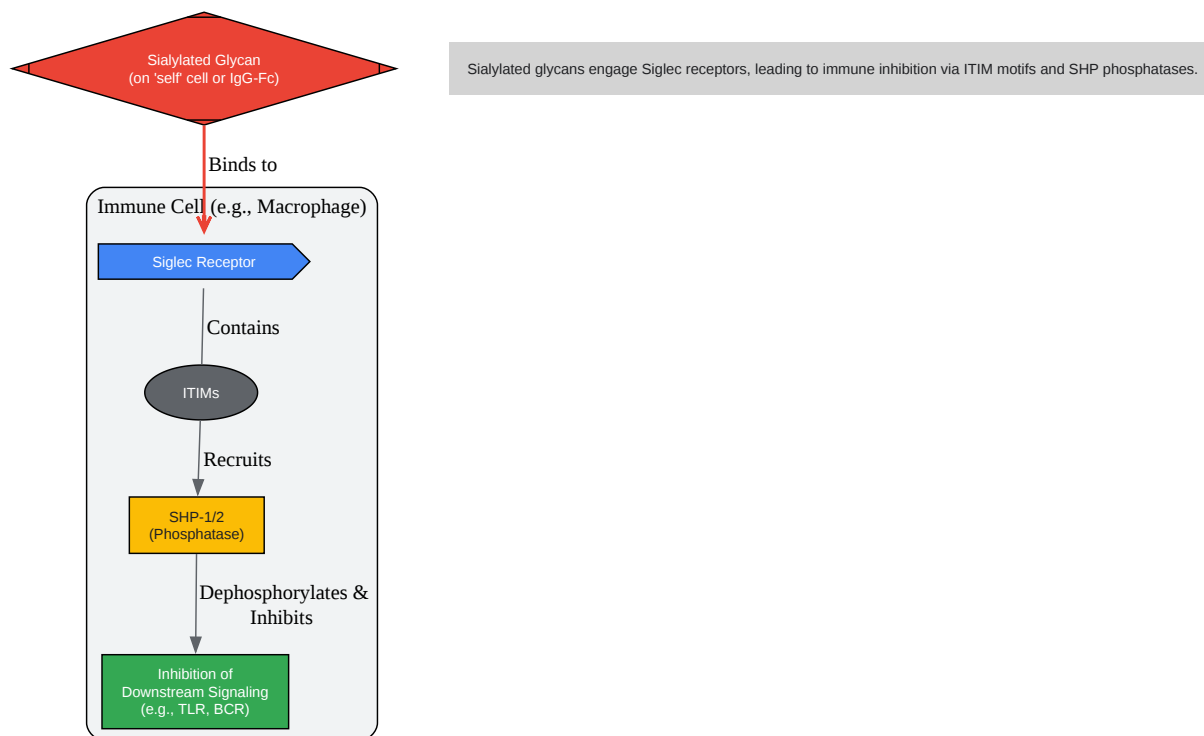 Sialylated Glycan
(on 'self' cell or IgG-Fc)
Sialylated glycans engage Siglec receptors, leading to immune inhibition via ITIM motifs and SHP phosphatases.
Binds to
Immune Cell (e.g., Macrophage)
Siglec Receptor
Contains
ITIMs
Recruits
SHP-1/2
(Phosphatase)
Dephosphorylates &
Inhibits
Inhibition of
Downstream Signaling
(e.g., TLR, BCR)